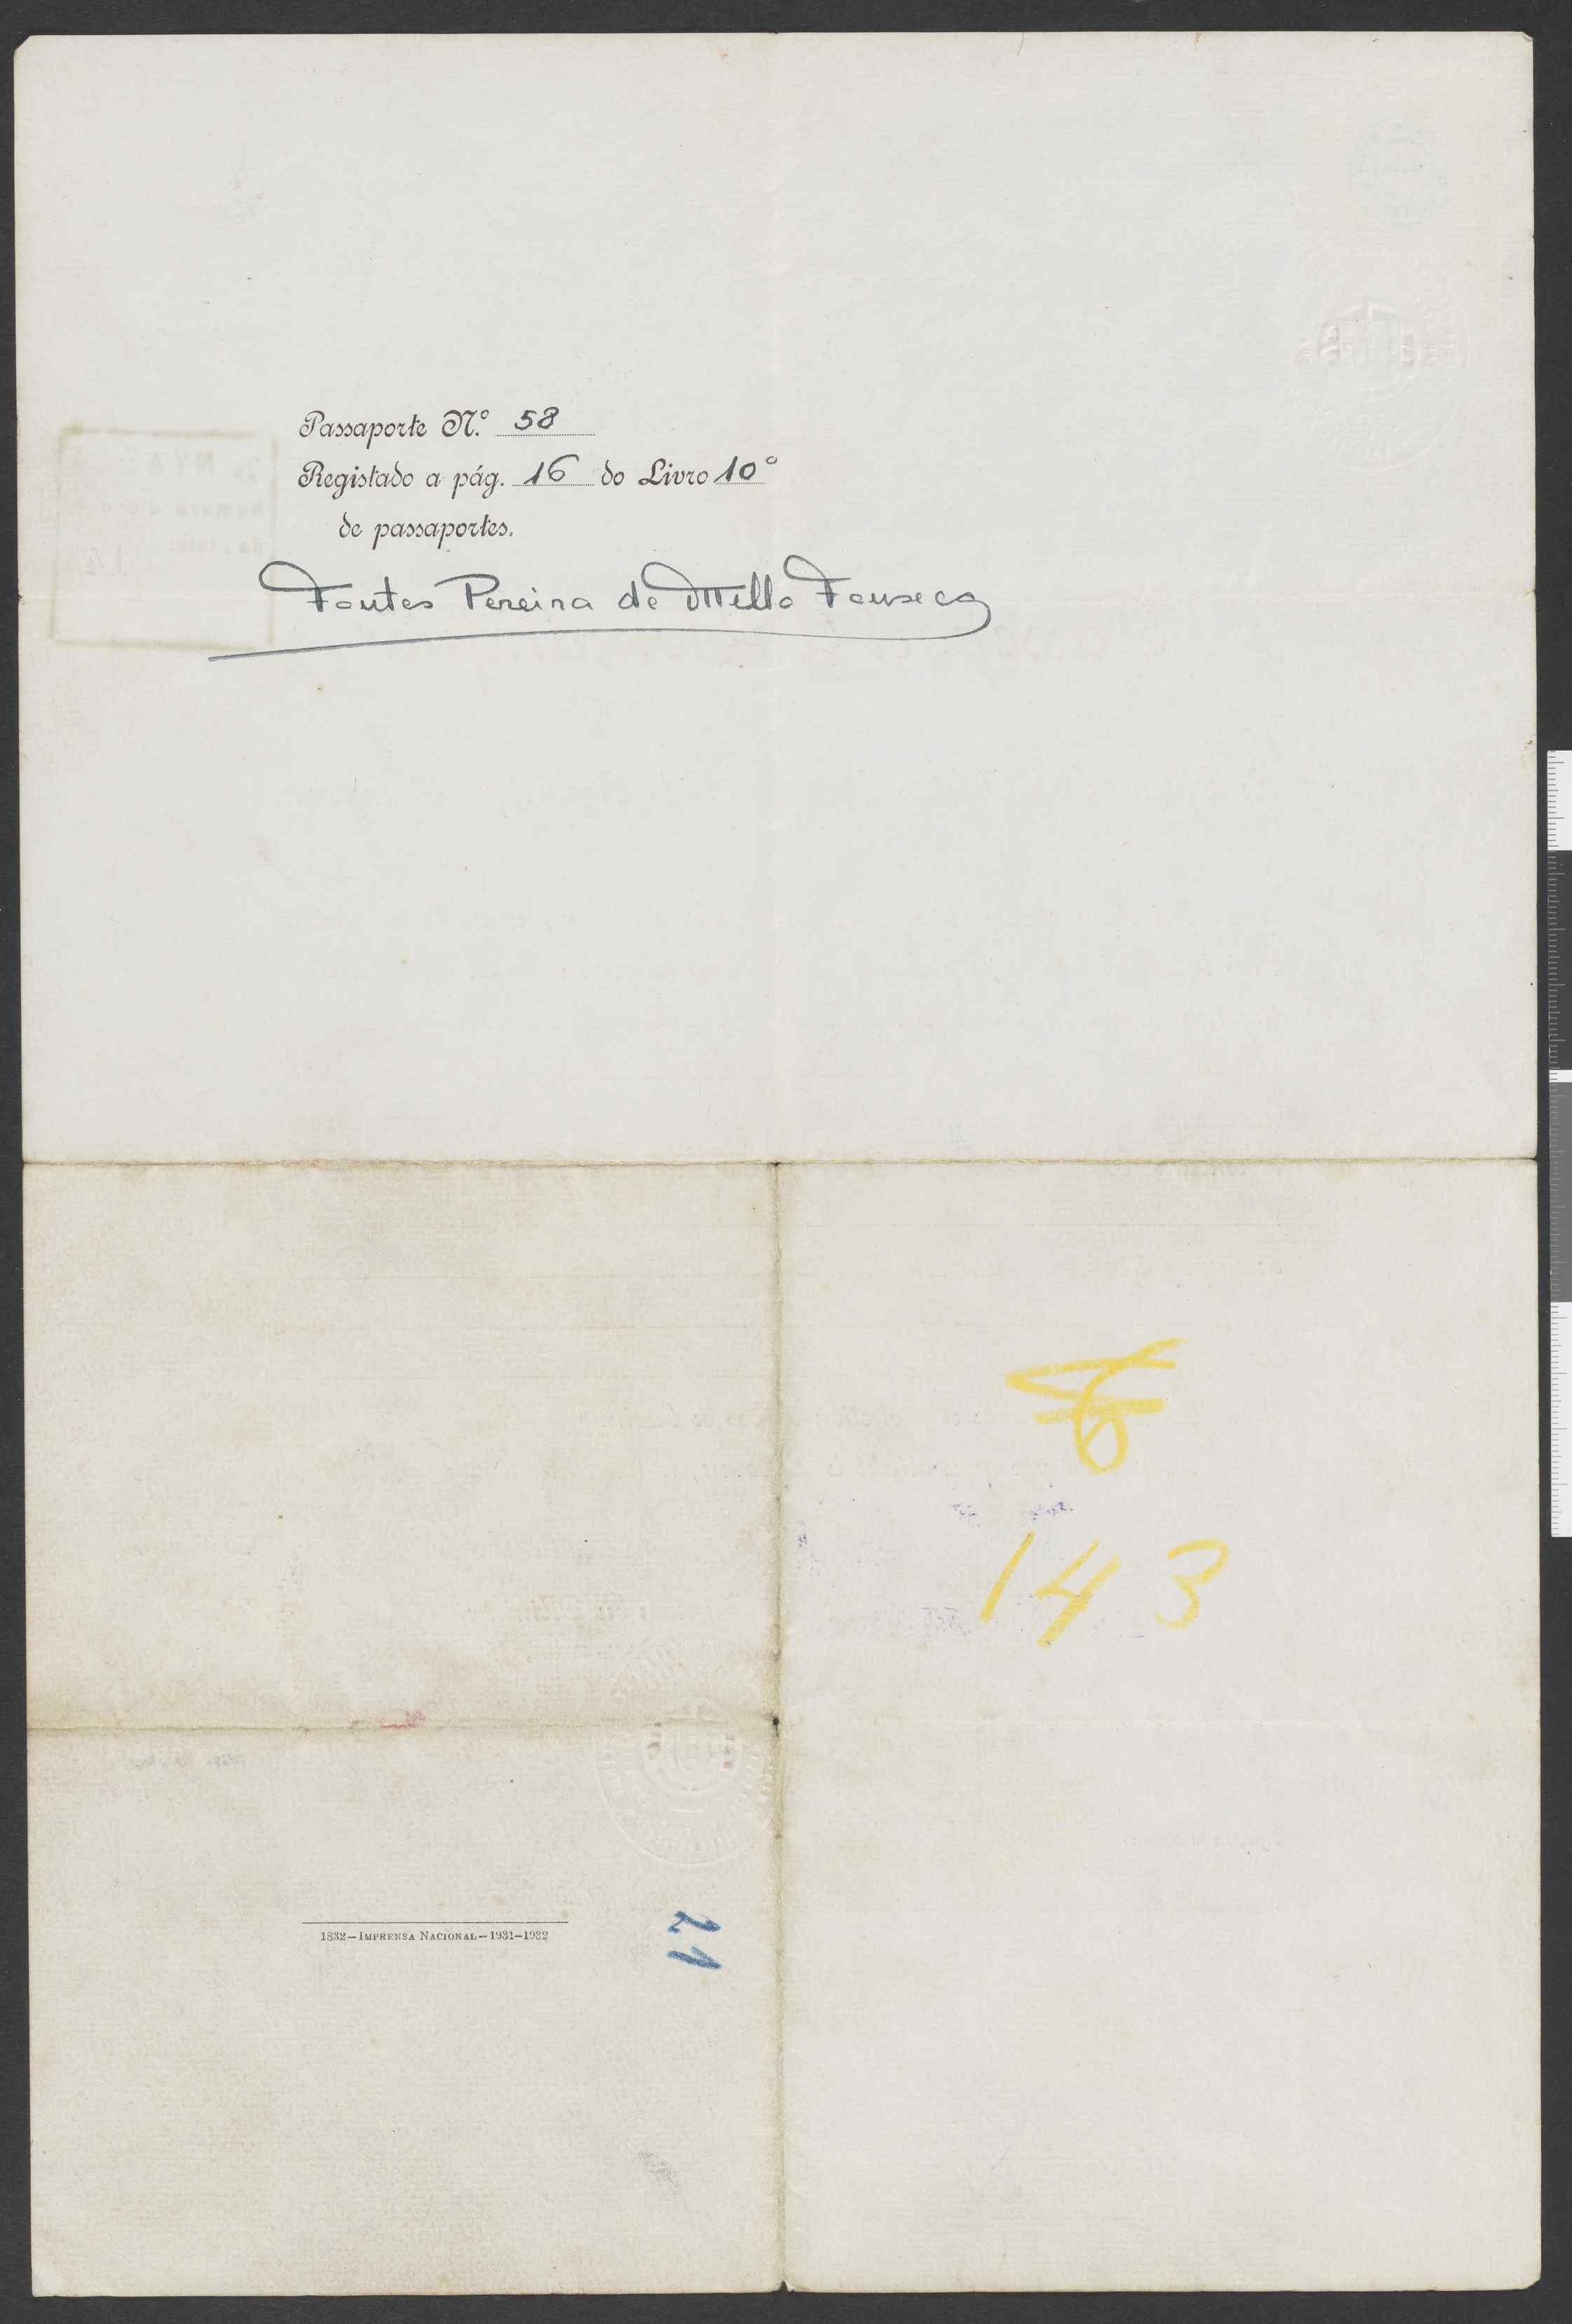 Passaporte N.º 58
Registado a pág. 16 do Livro 10º
de passaportes.
Fontes Pereira de Mello Fonseca
143
21
1832—IMPRENSA NACIONAL—1931-1932